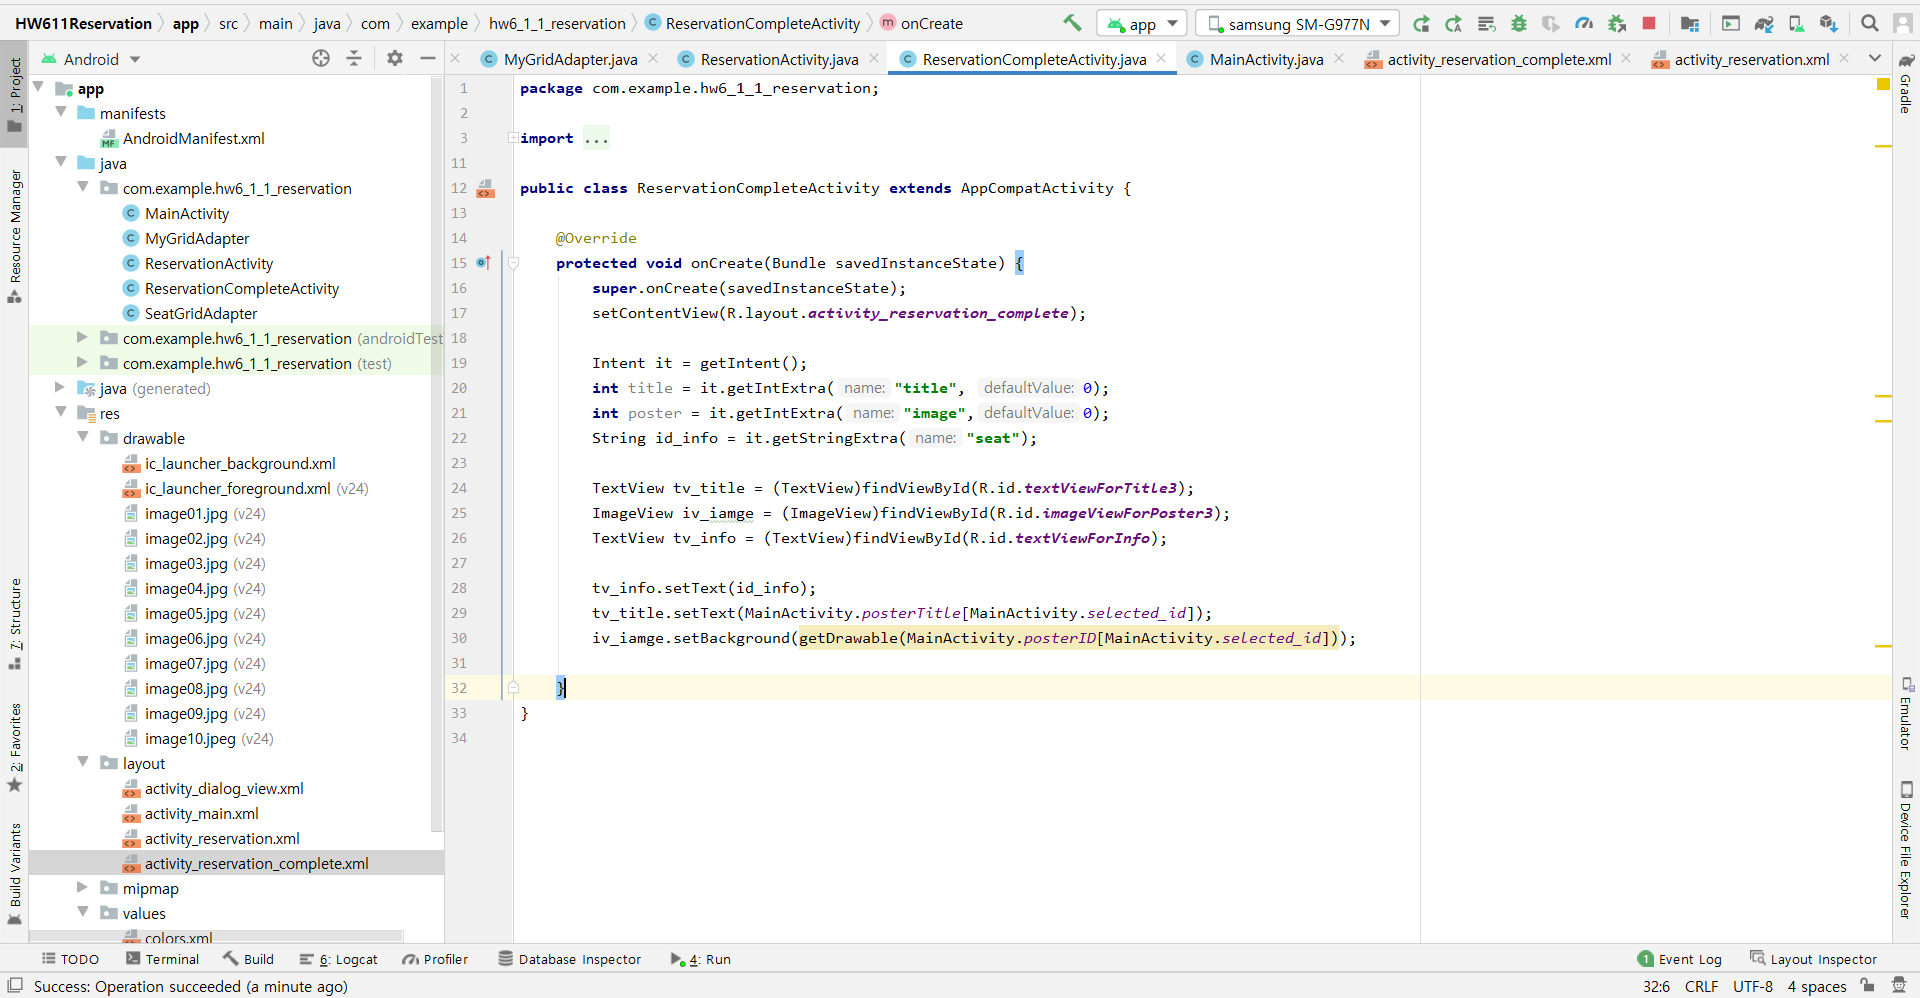 HW611Reservation app src main java com example hw6_1_1_reservation ReservationCompleteActivity onCreate app samsung SM-G977N
Android
MyGridAdapter.java ReservationActivity.java ReservationCompleteActivity.java MainActivity.java activity_reservation_complete.xml activity_reservation.xml
1: Project
Resource Manager
7: Structure
2: Favorites
Build Variants
app
manifests
AndroidManifest.xml
java
com.example.hw6_1_1_reservation
MainActivity
MyGridAdapter
ReservationActivity
ReservationCompleteActivity
SeatGridAdapter
com.example.hw6_1_1_reservation (androidTest
com.example.hw6_1_1_reservation (test)
java (generated)
res
drawable
ic_launcher_background.xml
ic_launcher_foreground.xml (v24)
image01.jpg (v24)
image02.jpg (v24)
image03.jpg (v24)
image04.jpg (v24)
image05.jpg (v24)
image06.jpg (v24)
image07.jpg (v24)
image08.jpg (v24)
image09.jpg (v24)
image10.jpeg (v24)
layout
activity_dialog_view.xml
activity_main.xml
activity_reservation.xml
activity_reservation_complete.xml
mipmap
values
colors.xml
1 package com.example.hw6_1_1_reservation;
2
3 import ...
11
12 public class ReservationCompleteActivity extends AppCompatActivity {
13
14 @Override
15 protected void onCreate(Bundle savedInstanceState) {
16 super.onCreate(savedInstanceState);
17 setContentView(R.layout.activity_reservation_complete);
18
19 Intent it = getIntent();
20 int title = it.getIntExtra( name: "title", defaultValue: 0);
21 int poster = it.getIntExtra( name: "image", defaultValue: 0);
22 String id_info = it.getStringExtra( name: "seat");
23
24 TextView tv_title = (TextView)findViewById(R.id.textViewForTitle3);
25 ImageView iv_iamge = (ImageView)findViewById(R.id.imageViewForPoster3);
26 TextView tv_info = (TextView)findViewById(R.id.textViewForInfo);
27
28 tv_info.setText(id_info);
29 tv_title.setText(MainActivity.posterTitle[MainActivity.selected_id]);
30 iv_iamge.setBackground(getDrawable(MainActivity.posterID[MainActivity.selected_id]));
31
32 }
33 }
34
Gradle
Emulator
Device File Explorer
TODO Terminal Build 6: Logcat Profiler Database Inspector 4: Run 1 Event Log Layout Inspector
Success: Operation succeeded (a minute ago) 32:6 CRLF UTF-8 4 spaces